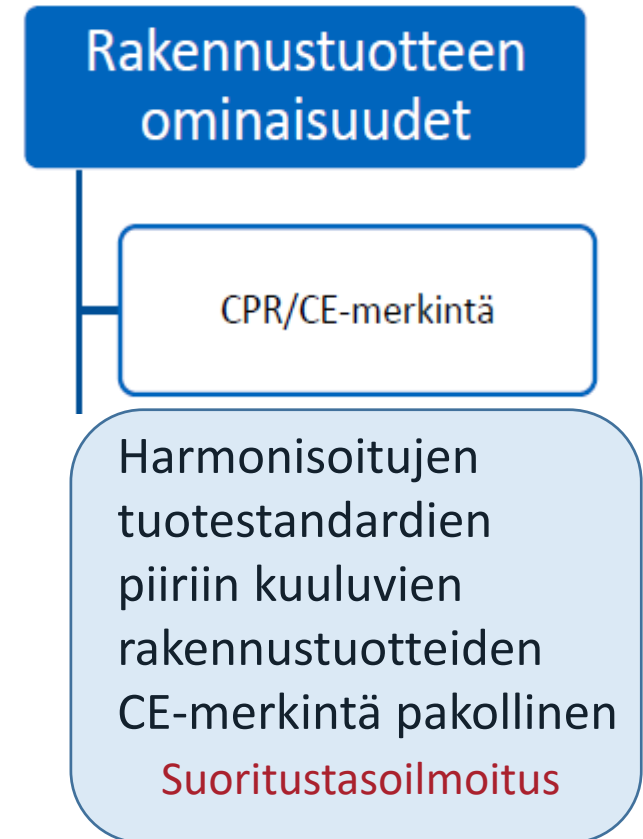 Rakennustuotteen
ominaisuudet
CPR/CE-merkintä
Harmonisoitujen
tuotestandardien
piiriin kuuluvien
rakennustuotteiden
CE-merkintä pakollinen
Suoritustasoilmoitus